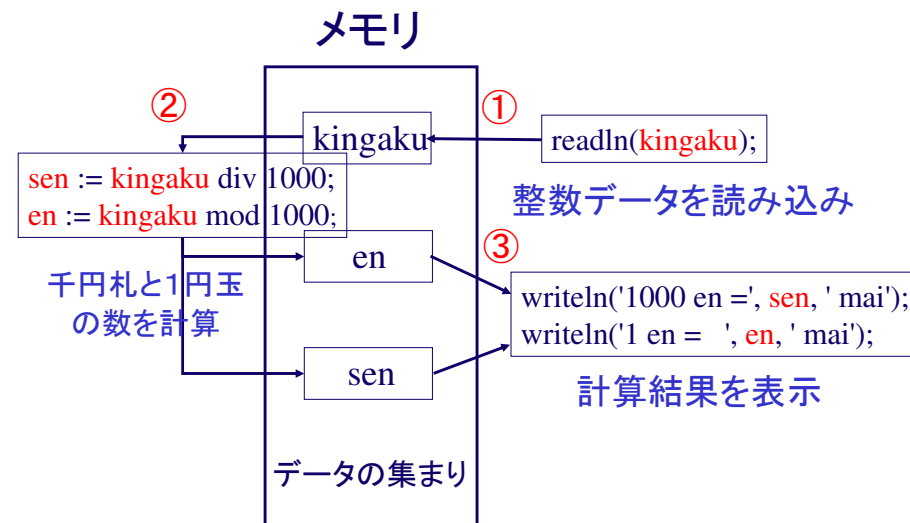 メモリ
②
①
kingaku
readln(kingaku);
sen := kingaku div 1000;
en := kingaku mod 1000;
整数データを読み込み
③
en
千円札と1円玉
の数を計算
writeln('1000 en =', sen, ' mai');
writeln('1 en =   ', en, ' mai');
sen
計算結果を表示
データの集まり